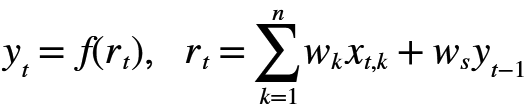 y_t = f(r_t),  r_t = \sum_{k=1}^{n} w_k x_{t,k} + w_s y_{t-1}